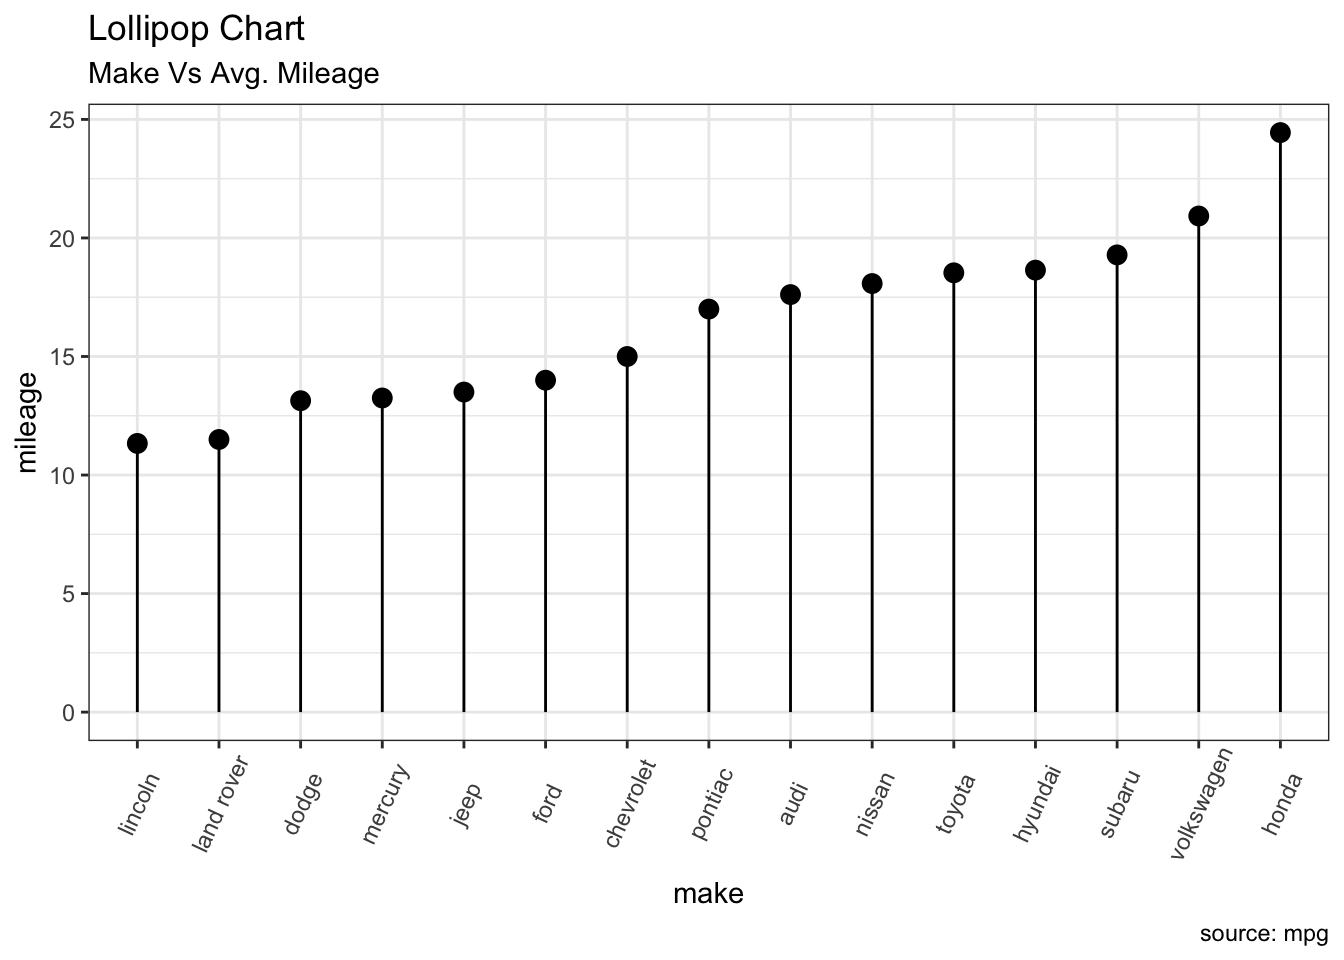 Lollipop Chart
Make Vs Avg. Mileage
25
20
15
10
5
0
mileage
lincoln
land rover
dodge
mercury
jeep
ford
chevrolet
pontiac
audi
nissan
toyota
hyundai
subaru
volkswagen
honda
make
source: mpg